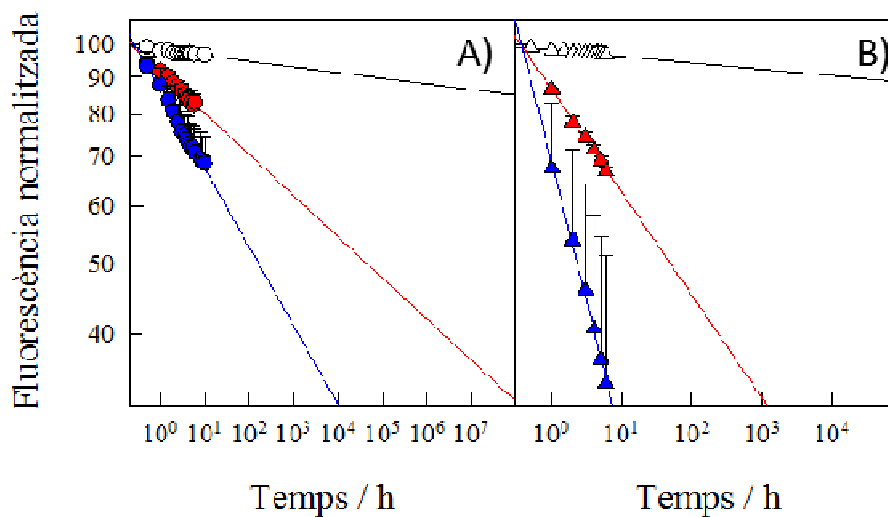 A)
B)
Fluorescència normalitzada
100
90
80
70
60
50
40
10⁰ 10¹ 10² 10³ 10⁴ 10⁵ 10⁶ 10⁷
10⁰ 10¹ 10² 10³ 10⁴
Temps / h
Temps / h